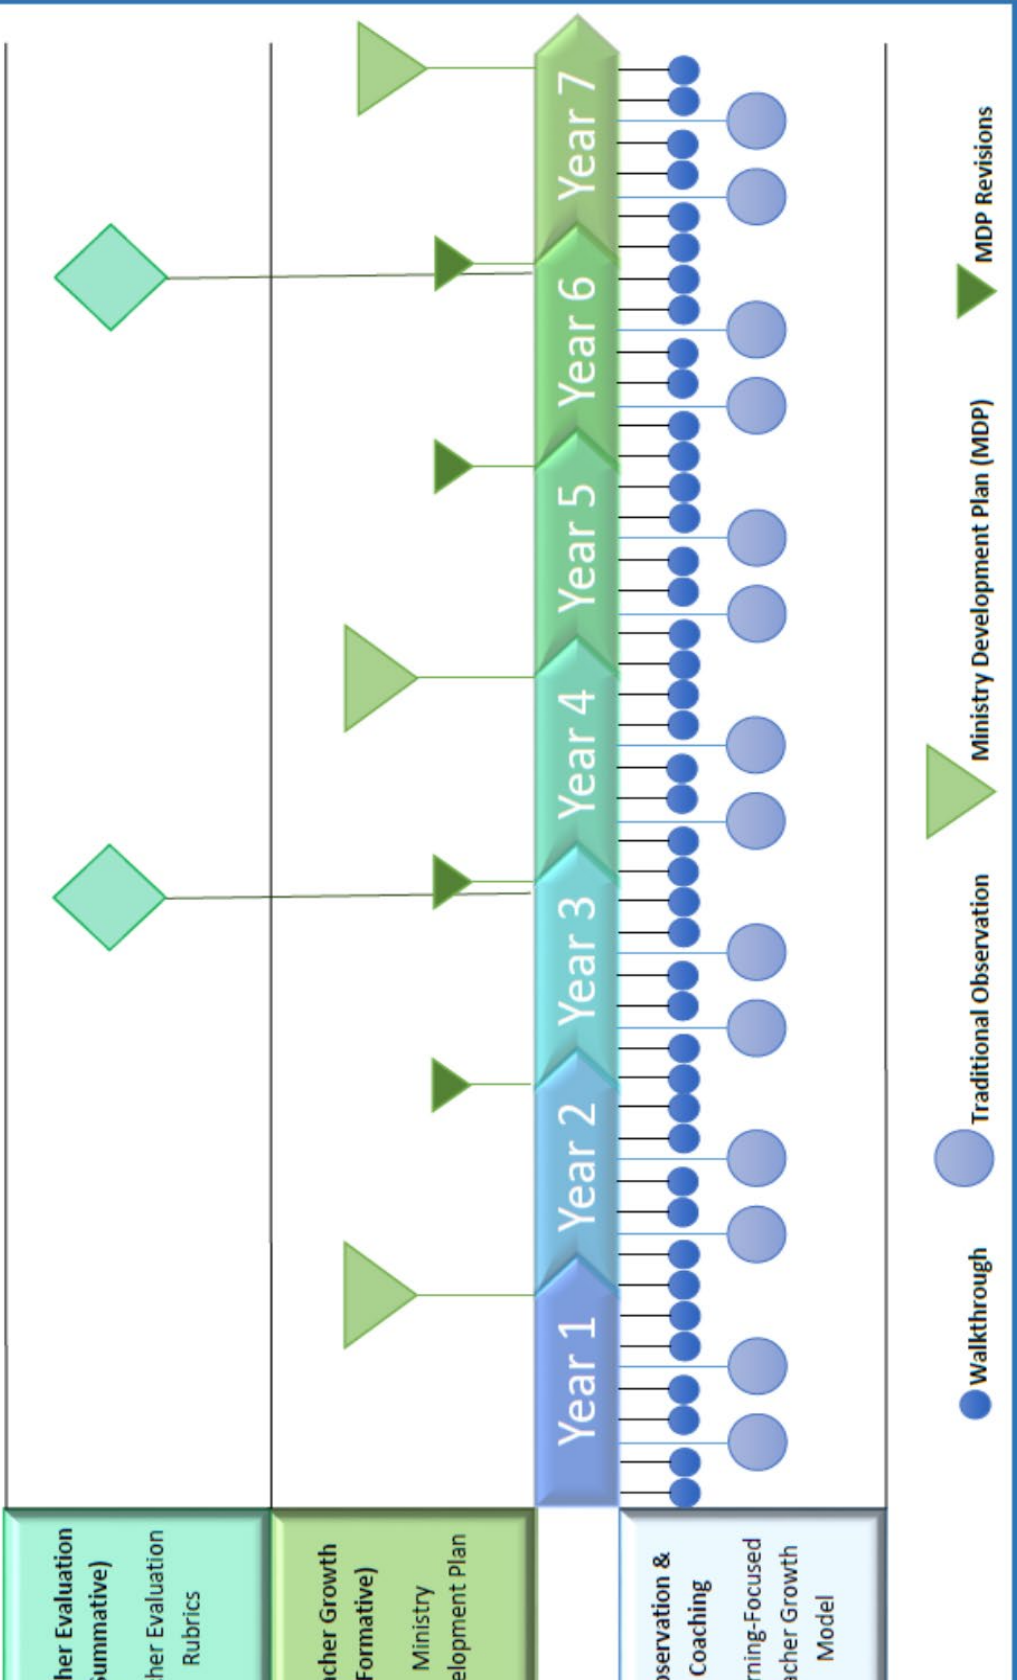 her Evaluation
ummative)
her Evaluation
Rubrics
acher Growth
Formative)
Ministry
elopment Plan
Year 1
Year 2
Year 3
Year 4
Year 5
Year 6
Year 7
servation &
Coaching
rning-Focused
acher Growth
Model
Walkthrough
Traditional Observation
Ministry Development Plan (MDP)
MDP Revisions